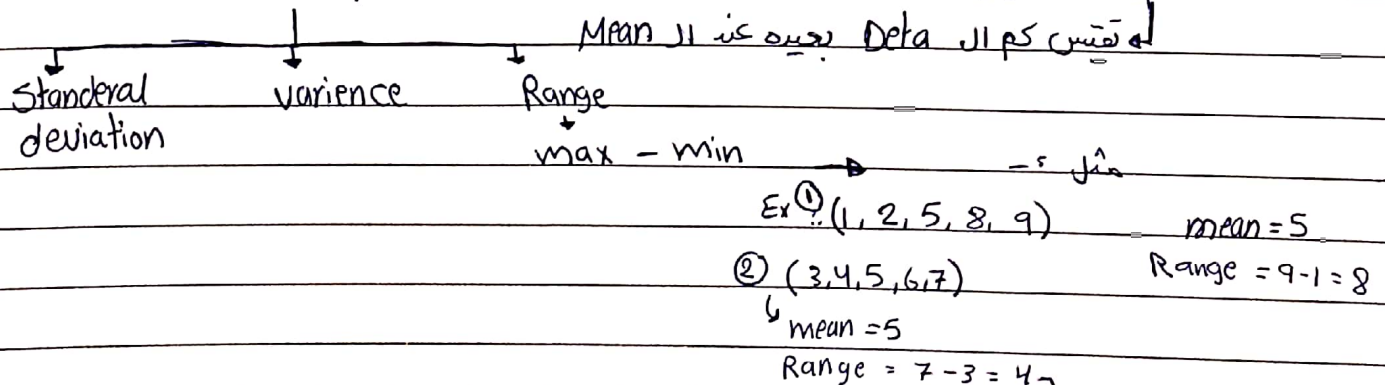 تقيس كم ال Data بعيده عن ال Mean
Standeral deviation
varience
Range
max - min
مثل :-
Ex ① (1, 2, 5, 8, 9)
mean = 5
Range = 9-1 = 8
② (3,4,5,6,7)
mean = 5
Range = 7 - 3 = 4